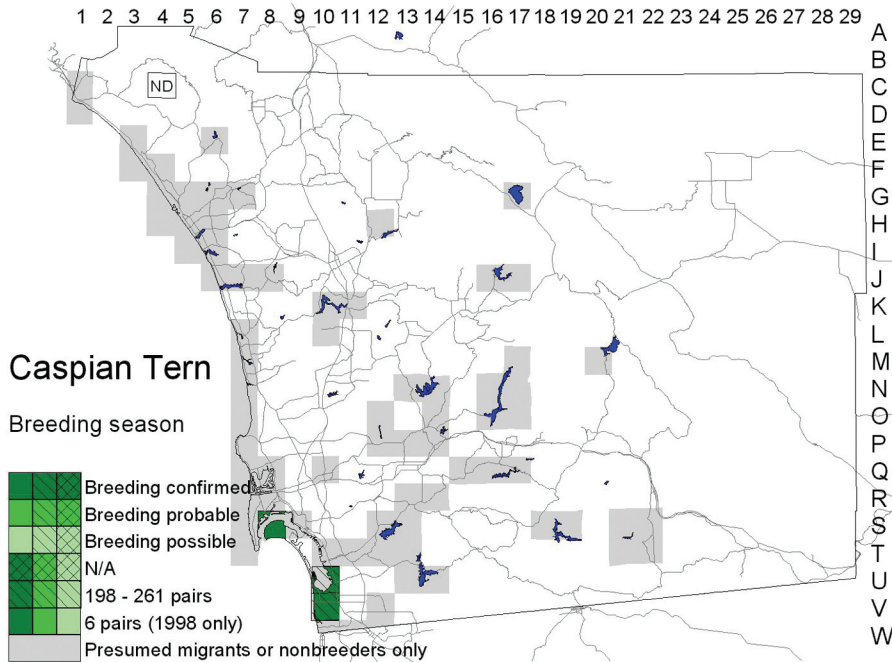 1 2 3 4 5 6 7 8 9 10 11 12 13 14 15 16 17 18 19 20 21 22 23 24 25 26 27 28 29
A
B
C
D
E
F
G
H
I
J
K
L
M
N
O
P
Q
R
S
T
U
V
W
ND
Caspian Tern
Breeding season
Breeding confirmed
Breeding probable
Breeding possible
N/A
198 - 261 pairs
6 pairs (1998 only)
Presumed migrants or nonbreeders only